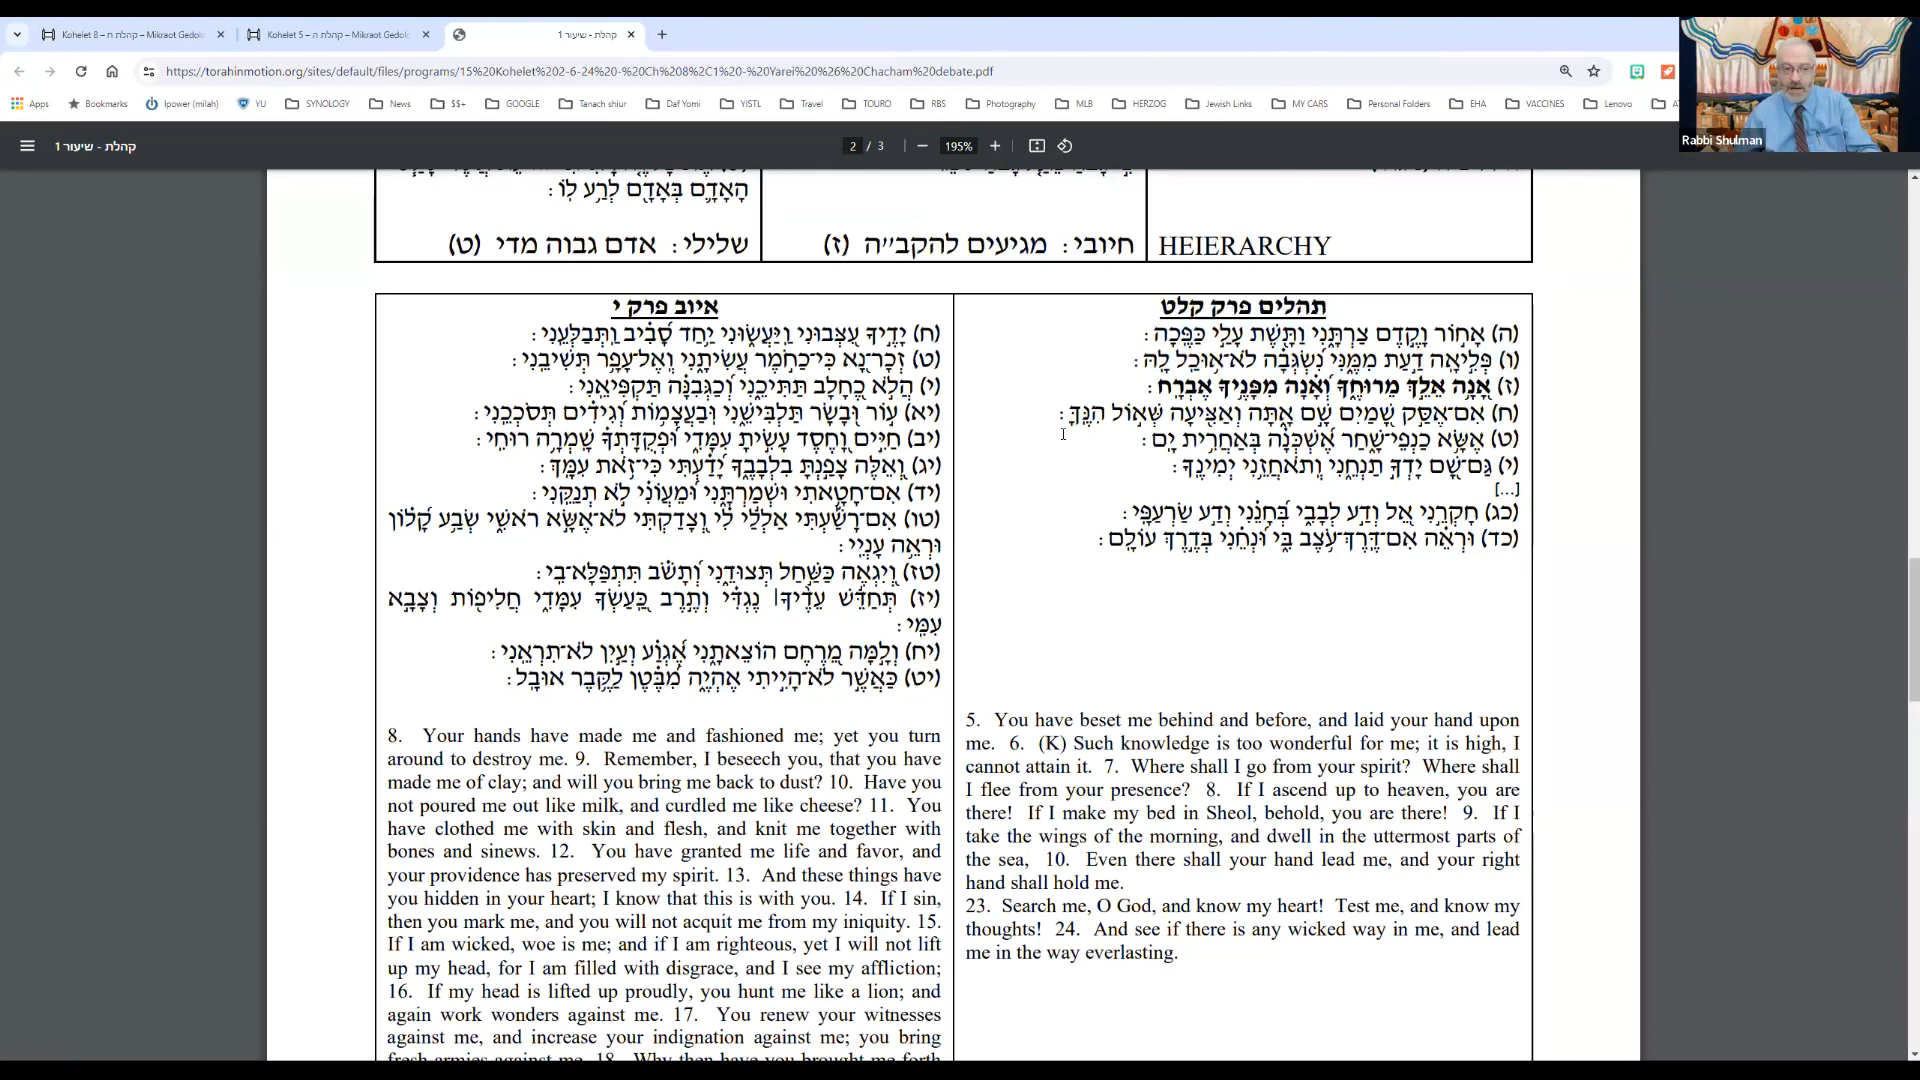 Kohelet 8 – קהלת ח – Mikraot Gedol
Kohelet 5 – קהלת ה – Mikraot Gedol
קהלת - שיעור 1
https://torahinmotion.org/sites/default/files/programs/15%20Kohelet%202-6-24%20-%20Ch%208%2C1%20-%20Yarei%20%26%20Chacham%20debate.pdf
Apps Bookmarks Ipower (milah) YU SYNOLOGY News $$+ GOOGLE Tanach shiur Daf Yomi YISTL Travel TOURO RBS Photography MLB HERZOG Jewish Links MY CARS Personal Folders EHA VACCINES Lenovo
Rabbi Shulman
קהלת - שיעור 1
2 / 3
195%
הָאָדָם בְּאָדָם לְרַע לוֹ:
HEIERARCHY
חיובי: מגיעים להקב״ה (ז)
שלילי: אדם גבוה מדי (ט)
תהלים פרק קלט
(ה) אָחוֹר וָקֶדֶם צַרְתָּנִי וַתָּשֶׁת עָלַי כַּפֶּכָה:
(ו) פְּלִיאָה דַעַת מִמֶּנִּי נִשְׂגְּבָה לֹא־אוּכַל לָהּ:
(ז) אָנָה אֵלֵךְ מֵרוּחֶךָ וְאָנָה מִפָּנֶיךָ אֶבְרָח:
(ח) אִם־אֶסַּק שָׁמַיִם שָׁם אָתָּה וְאַצִּיעָה שְּׁאוֹל הִנֶּךָּ:
(ט) אֶשָּׂא כַנְפֵי־שָׁחַר אֶשְׁכְּנָה בְּאַחֲרִית יָם:
(י) גַּם־שָׁם יָדְךָ תַנְחֵנִי וְתֹאחֲזֵנִי יְמִינֶךָ:
[...]
(כג) חָקְרֵנִי אֵל וְדַע לְבָבִי בְּחָנֵנִי וְדַע שַׂרְעַפָּי:
(כד) וּרְאֵה אִם־דֶּרֶךְ־עֹצֶב בִּי וּנְחֵנִי בְּדֶרֶךְ עוֹלָם:
5. You have beset me behind and before, and laid your hand upon
me. 6. (K) Such knowledge is too wonderful for me; it is high, I
cannot attain it. 7. Where shall I go from your spirit? Where shall
I flee from your presence? 8. If I ascend up to heaven, you are
there! If I make my bed in Sheol, behold, you are there! 9. If I
take the wings of the morning, and dwell in the uttermost parts of
the sea, 10. Even there shall your hand lead me, and your right
hand shall hold me.
23. Search me, O God, and know my heart! Test me, and know my
thoughts! 24. And see if there is any wicked way in me, and lead
me in the way everlasting.
איוב פרק י
(ח) יָדֶיךָ עִצְּבוּנִי וַיַּעֲשׂוּנִי יַחַד סָבִיב וַתְּבַלְּעֵנִי:
(ט) זְכָר־נָא כִּי־כַחֹמֶר עֲשִׂיתָנִי וְאֶל־עָפָר תְּשִׁיבֵנִי:
(י) הֲלֹא כֶחָלָב תַּתִּיכֵנִי וְכַגְּבִנָּה תַּקְפִּיאֵנִי:
(יא) עוֹר וּבָשָׂר תַּלְבִּישֵׁנִי וּבַעֲצָמוֹת וְגִידִים תְּסֹכְכֵנִי:
(יב) חַיִּים וָחֶסֶד עָשִׂיתָ עִמָּדִי וּפְקֻדָּתְךָ שָׁמְרָה רוּחִי:
(יג) וְאֵלֶּה צָפַנְתָּ בִלְבָבֶךָ יָדַעְתִּי כִּי־זֹאת עִמָּךְ:
(יד) אִם־חָטָאתִי וּשְׁמַרְתָּנִי וּמֵעֲוֹנִי לֹא תְנַקֵּנִי:
(טו) אִם־רָשַׁעְתִּי אַלְלַי לִי וְצָדַקְתִּי לֹא־אֶשָּׂא רֹאשִׁי שְׂבַע קָלוֹן
וּרְאֵה עָנְיִי:
(טז) וְיִגְאֶה כַּשַּׁחַל תְּצוּדֵנִי וְתָשֹׁב תִּתְפַּלָּא־בִי:
(יז) תְּחַדֵּשׁ עֵדֶיךָ| נֶגְדִּי וְתֶרֶב כַּעַשְׂךָ עִמָּדִי חֲלִיפוֹת וְצָבָא
עִמִּי:
(יח) וְלָמָּה מֵרֶחֶם הוֹצֵאתָנִי אֶגְוַע וְעַיִן לֹא־תִרְאֵנִי:
(יט) כַּאֲשֶׁר לֹא־הָיִיתִי אֶהְיֶה מִבֶּטֶן לַקֶּבֶר אוּבָל:
8. Your hands have made me and fashioned me; yet you turn
around to destroy me. 9. Remember, I beseech you, that you have
made me of clay; and will you bring me back to dust? 10. Have you
not poured me out like milk, and curdled me like cheese? 11. You
have clothed me with skin and flesh, and knit me together with
bones and sinews. 12. You have granted me life and favor, and
your providence has preserved my spirit. 13. And these things have
you hidden in your heart; I know that this is with you. 14. If I sin,
then you mark me, and you will not acquit me from my iniquity. 15.
If I am wicked, woe is me; and if I am righteous, yet I will not lift
up my head, for I am filled with disgrace, and I see my affliction;
16. If my head is lifted up proudly, you hunt me like a lion; and
again work wonders against me. 17. You renew your witnesses
against me, and increase your indignation against me; you bring
fresh armies against me. 18. Why then have you brought me forth